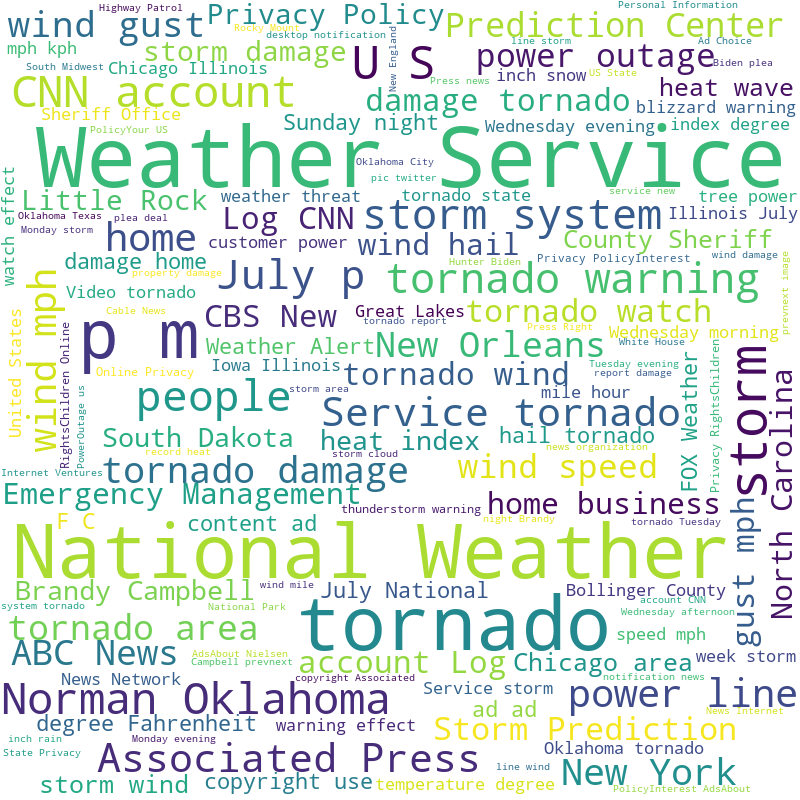 Highway Patrol
Personal Information
wind gust
Privacy Policy
Rocky Mount
desktop notification
U S
line storm
Prediction Center
Ad Choice
mph kph
storm damage
New England
power outage
Biden plea
South Midwest
Chicago Illinois
Press news
inch snow
US State
heat wave
CNN account
damage tornado
blizzard warning
Sheriff Office
Sunday night
Wednesday evening
index degree
PolicyYour US
Weather Service
Oklahoma City
pic twitter
watch effect
Little Rock
weather threat
tornado state
service new
tree power
Oklahoma Texas
plea deal
Log CNN
storm system
Illinois July
Monday storm
home
customer power
wind hail
County Sheriff
damage home
Hunter Biden
Privacy PolicyInterest
wind damage
property damage
July p
tornado warning
prevnext image
wind mph
Video tornado
Cable News
CBS New
Great Lakes
tornado watch
United States
p m
tornado report
Press Right
Wednesday morning
RightsChildren Online
Weather Alert
New Orleans
White House
Online Privacy
Iowa Illinois
tornado wind
Tuesday evening
report damage
FOX Weather
Privacy RightsChildren
storm
PowerOutage us
people
storm area
mile hour
North Carolina
Service tornado
South Dakota
heat index
hail tornado
news organization
record heat
storm cloud
Internet Ventures
tornado damage
wind speed
Emergency Management
night Brandy
home business
thunderstorm warning
F C
content ad
tornado Tuesday
gust mph
National Weather
Brandy Campbell
wind mile
July National
Bollinger County
account CNN
system tornado
National Park
tornado
Wednesday afternoon
tornado area
speed mph
ABC News
AdsAbout Nielsen
Campbell prevnext
account Log
Chicago area
week storm
News Network
copyright Associated
Service storm
notification news
Norman Oklahoma
power line
degree Fahrenheit
warning effect
ad ad
News Internet
inch rain
Storm Prediction
State Privacy
Monday evening
Associated Press
Oklahoma tornado
line wind
New York
storm wind
copyright use
temperature degree
PolicyInterest AdsAbout